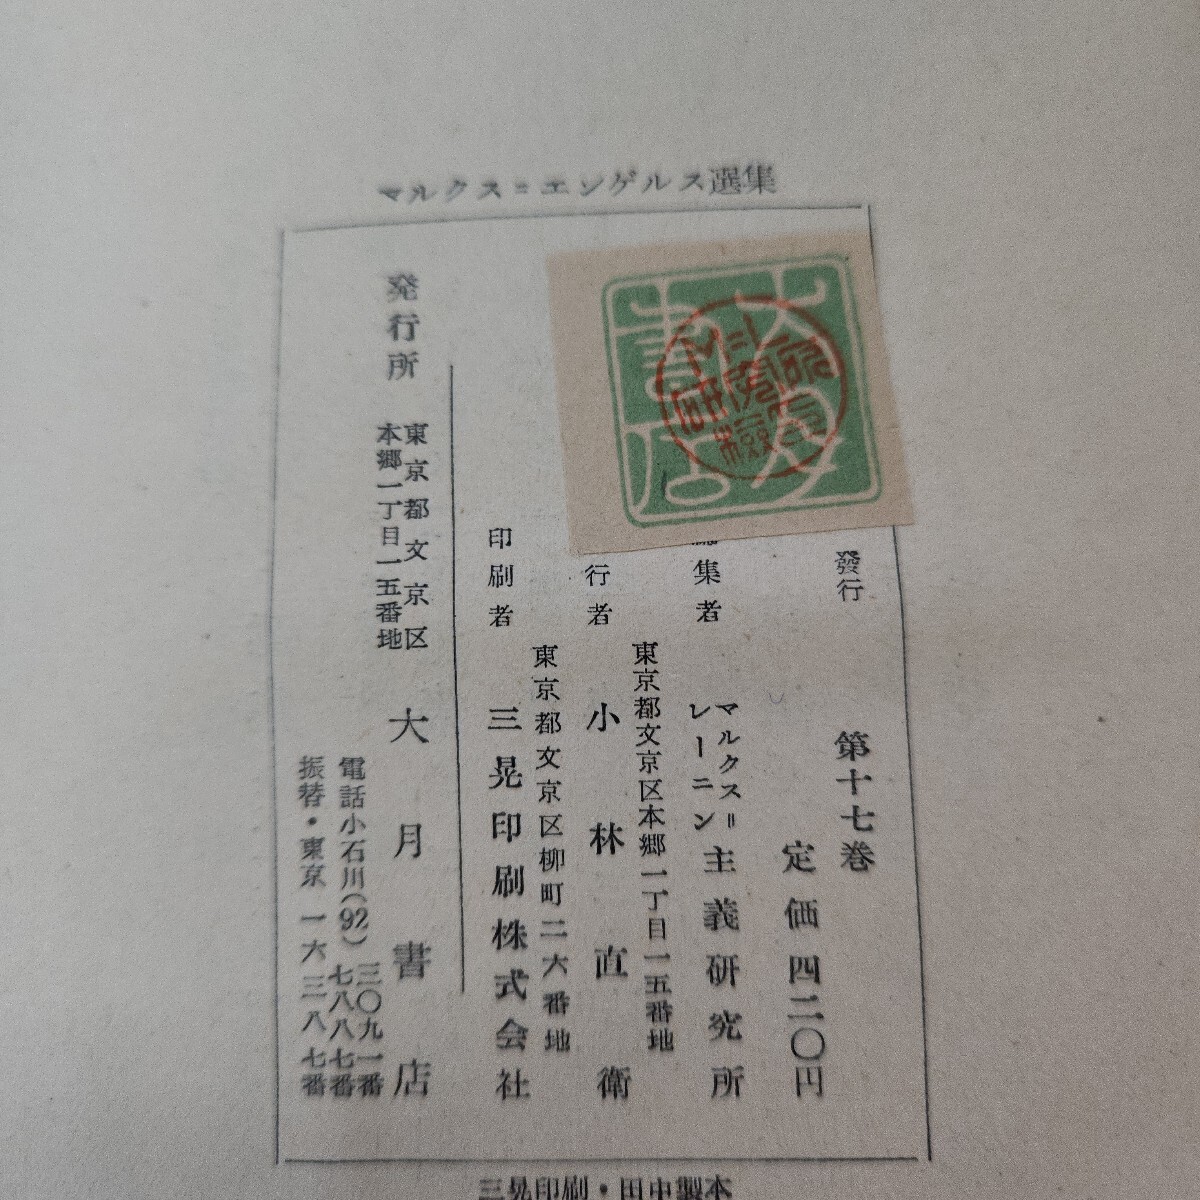 マルクス=エンゲルス選集
大月書店
發行
第十七巻
定価四二〇円
集者
マルクス=
レーニン
主義研究所
東京都文京区本郷一丁目一五番地
行者
小林直衛
東京都文京区柳町二六番地
印刷者
三晃印刷株式会社
発行所
東京都文京区
本郷一丁目一五番地
大月書店
電話小石川(92)
三〇九一番
七八八七番
振替・東京一六三八七番
三晃印刷・田中製本